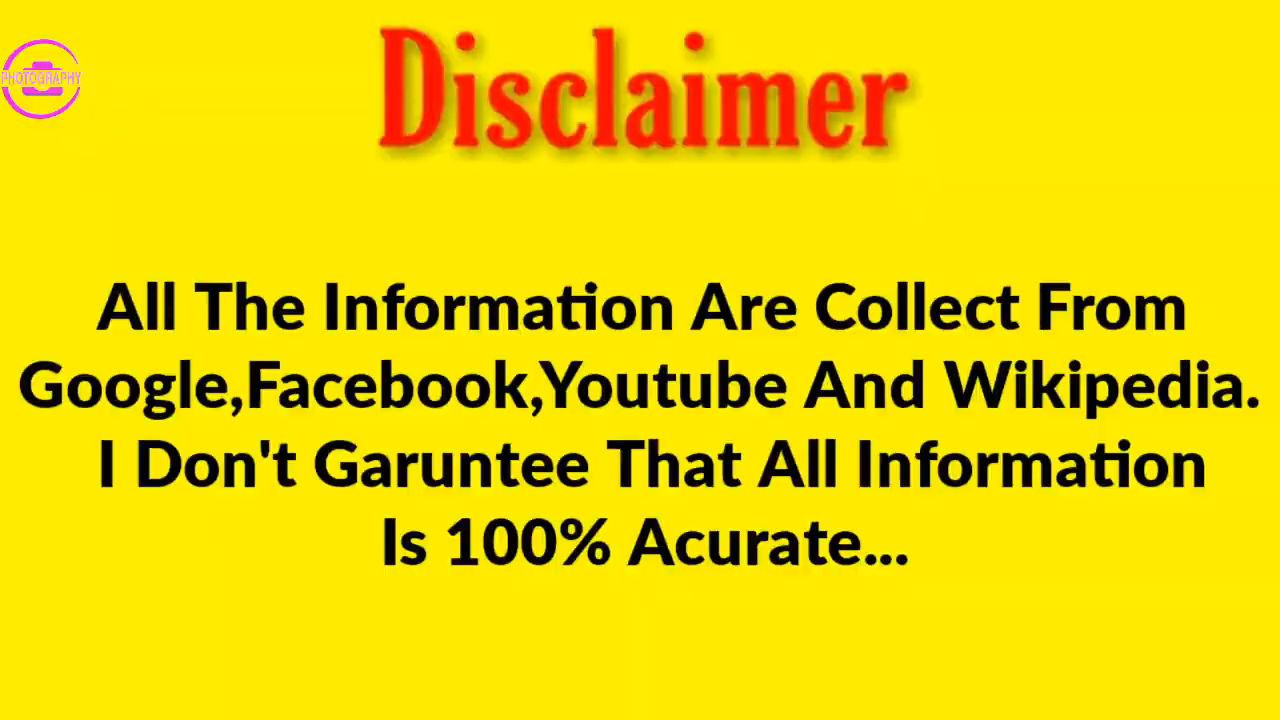 Disclaimer
PHOTOGRAPHY
All The Information Are Collect From
Google,Facebook,Youtube And Wikipedia.
I Don't Garuntee That All Information
Is 100% Acurate...